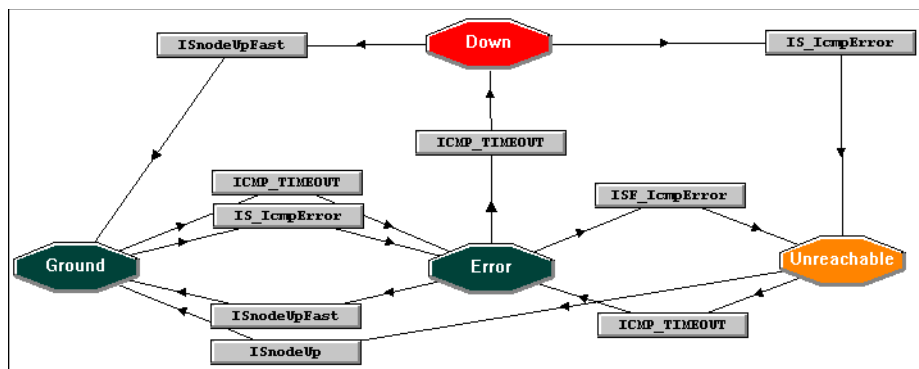 ISnodeUpFast
Down
IS_IcmpError
ICMP_TIMEOUT
ICMP_TIMEOUT
IS_IcmpError
ISF_IcmpError
Ground
Error
Unreachable
ISnodeUpFast
ICMP_TIMEOUT
ISnodeUp